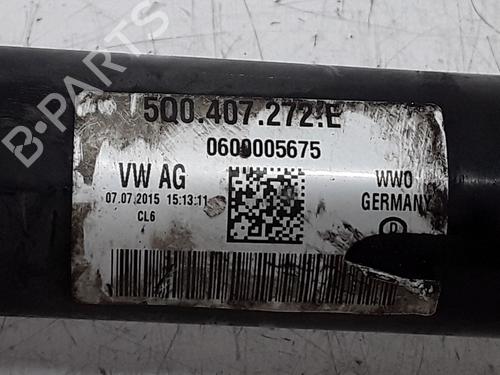 5Q0.407.272.E
0600005675
VW AG
07.07.2015 15:13:11
CL6
WWO
GERMANY
B-PARTS